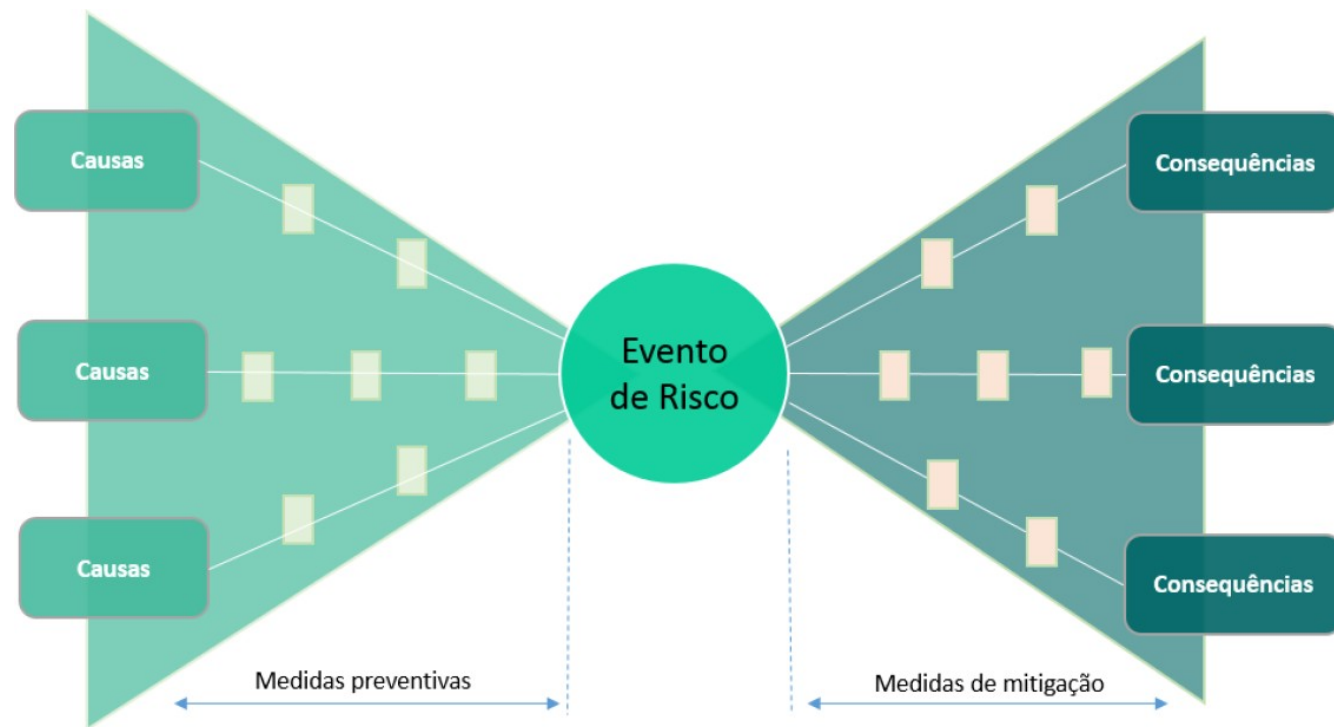 Causas
Consequências
Evento
de Risco
Causas
Consequências
Causas
Consequências
Medidas preventivas
Medidas de mitigação